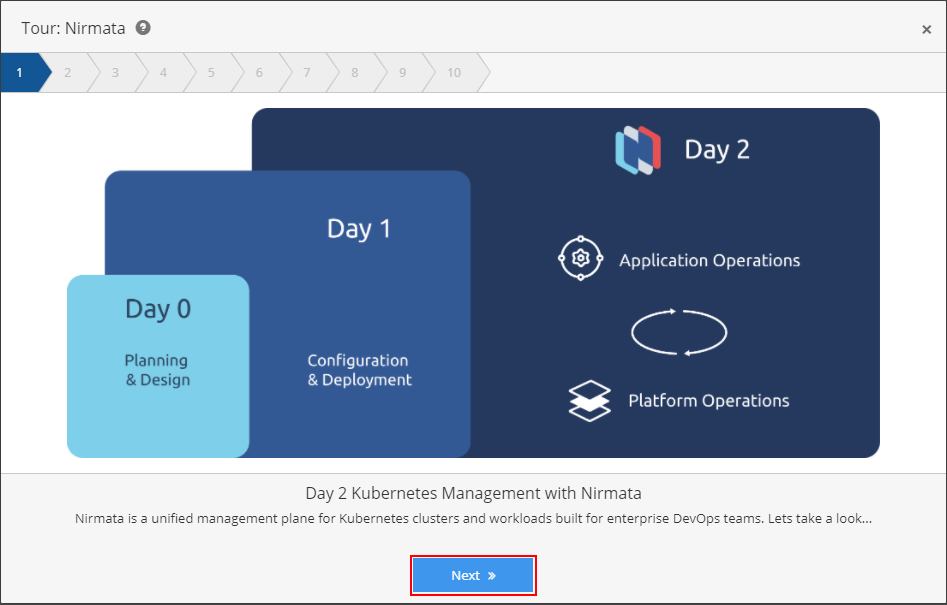 Tour: Nirmata ?
1 2 3 4 5 6 7 8 9 10
Day 2
Day 1
Application Operations
Day 0
Planning
& Design
Configuration
& Deployment
Platform Operations
Day 2 Kubernetes Management with Nirmata
Nirmata is a unified management plane for Kubernetes clusters and workloads built for enterprise DevOps teams. Lets take a look...
Next »